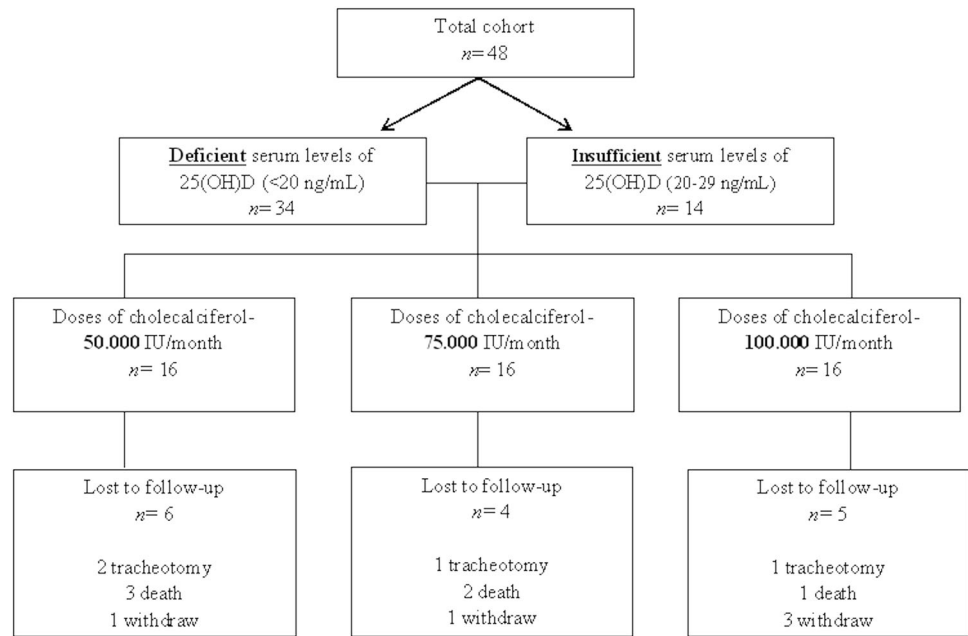 Total cohort
n= 48
Deficient serum levels of
25(OH)D (<20 ng/mL)
n= 34
Insufficient serum levels of
25(OH)D (20-29 ng/mL)
n= 14
Doses of cholecalciferol-
50.000 IU/month
n= 16
Doses of cholecalciferol-
75.000 IU/month
n= 16
Doses of cholecalciferol-
100.000 IU/month
n= 16
Lost to follow-up
n= 6
2 tracheotomy
3 death
1 withdraw
Lost to follow-up
n= 4
1 tracheotomy
2 death
1 withdraw
Lost to follow-up
n= 5
1 tracheotomy
1 death
3 withdraw